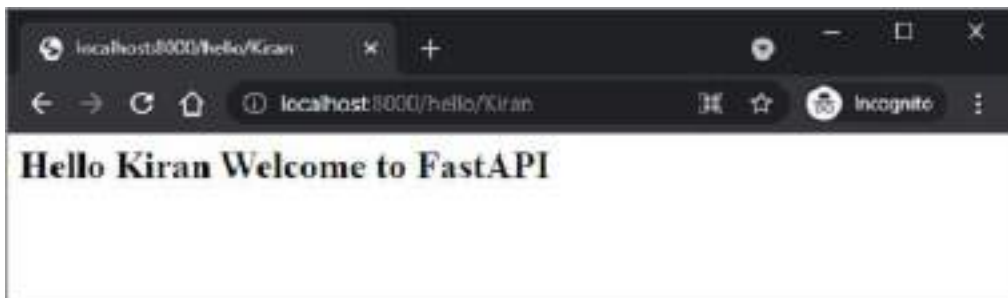 localhost:8000/hello/Kiran
localhost:8000/hello/Kiran
Incognito
Hello Kiran Welcome to FastAPI